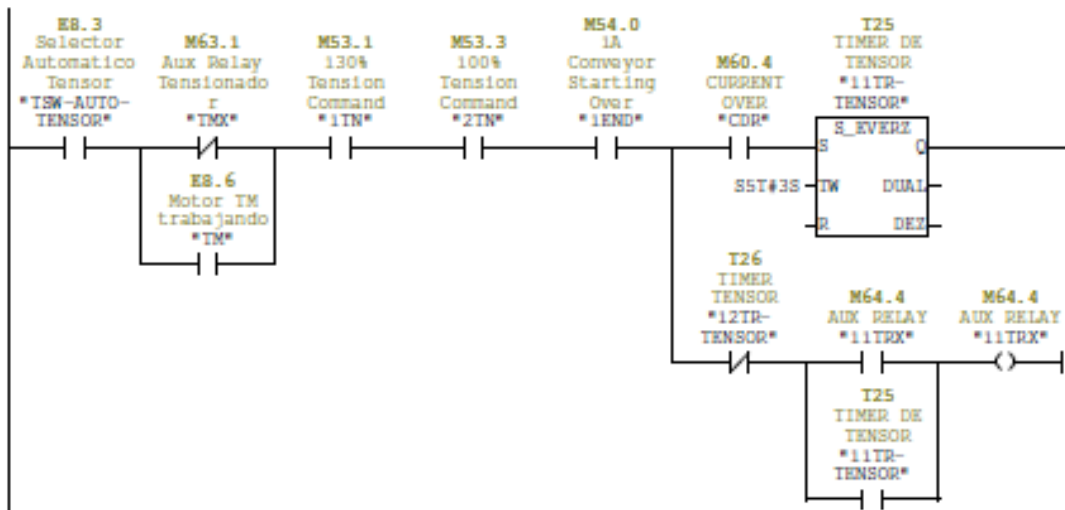 E8.3
Selector
Automatico
Tensor
"TSW-AUTO-
TENSOR"
M63.1
Aux Relay
Tensionado
r
"TMX"
M53.1
130%
Tension
Command
"1TN"
M53.3
100%
Tension
Command
"2TN"
M54.0
1A
Conveyor
Starting
Over
"1END"
M60.4
CURRENT
OVER
"CDR"
T25
TIMER DE
TENSOR
"11TR-
TENSOR"
S_EVERZ
S
Q
S5T#3S
TW
DUAL
R
DEZ
E8.6
Motor TM
trabajando
"TM"
T26
TIMER
TENSOR
"12TR-
TENSOR"
M64.4
AUX RELAY
"11TRX"
M64.4
AUX RELAY
"11TRX"
T25
TIMER DE
TENSOR
"11TR-
TENSOR"